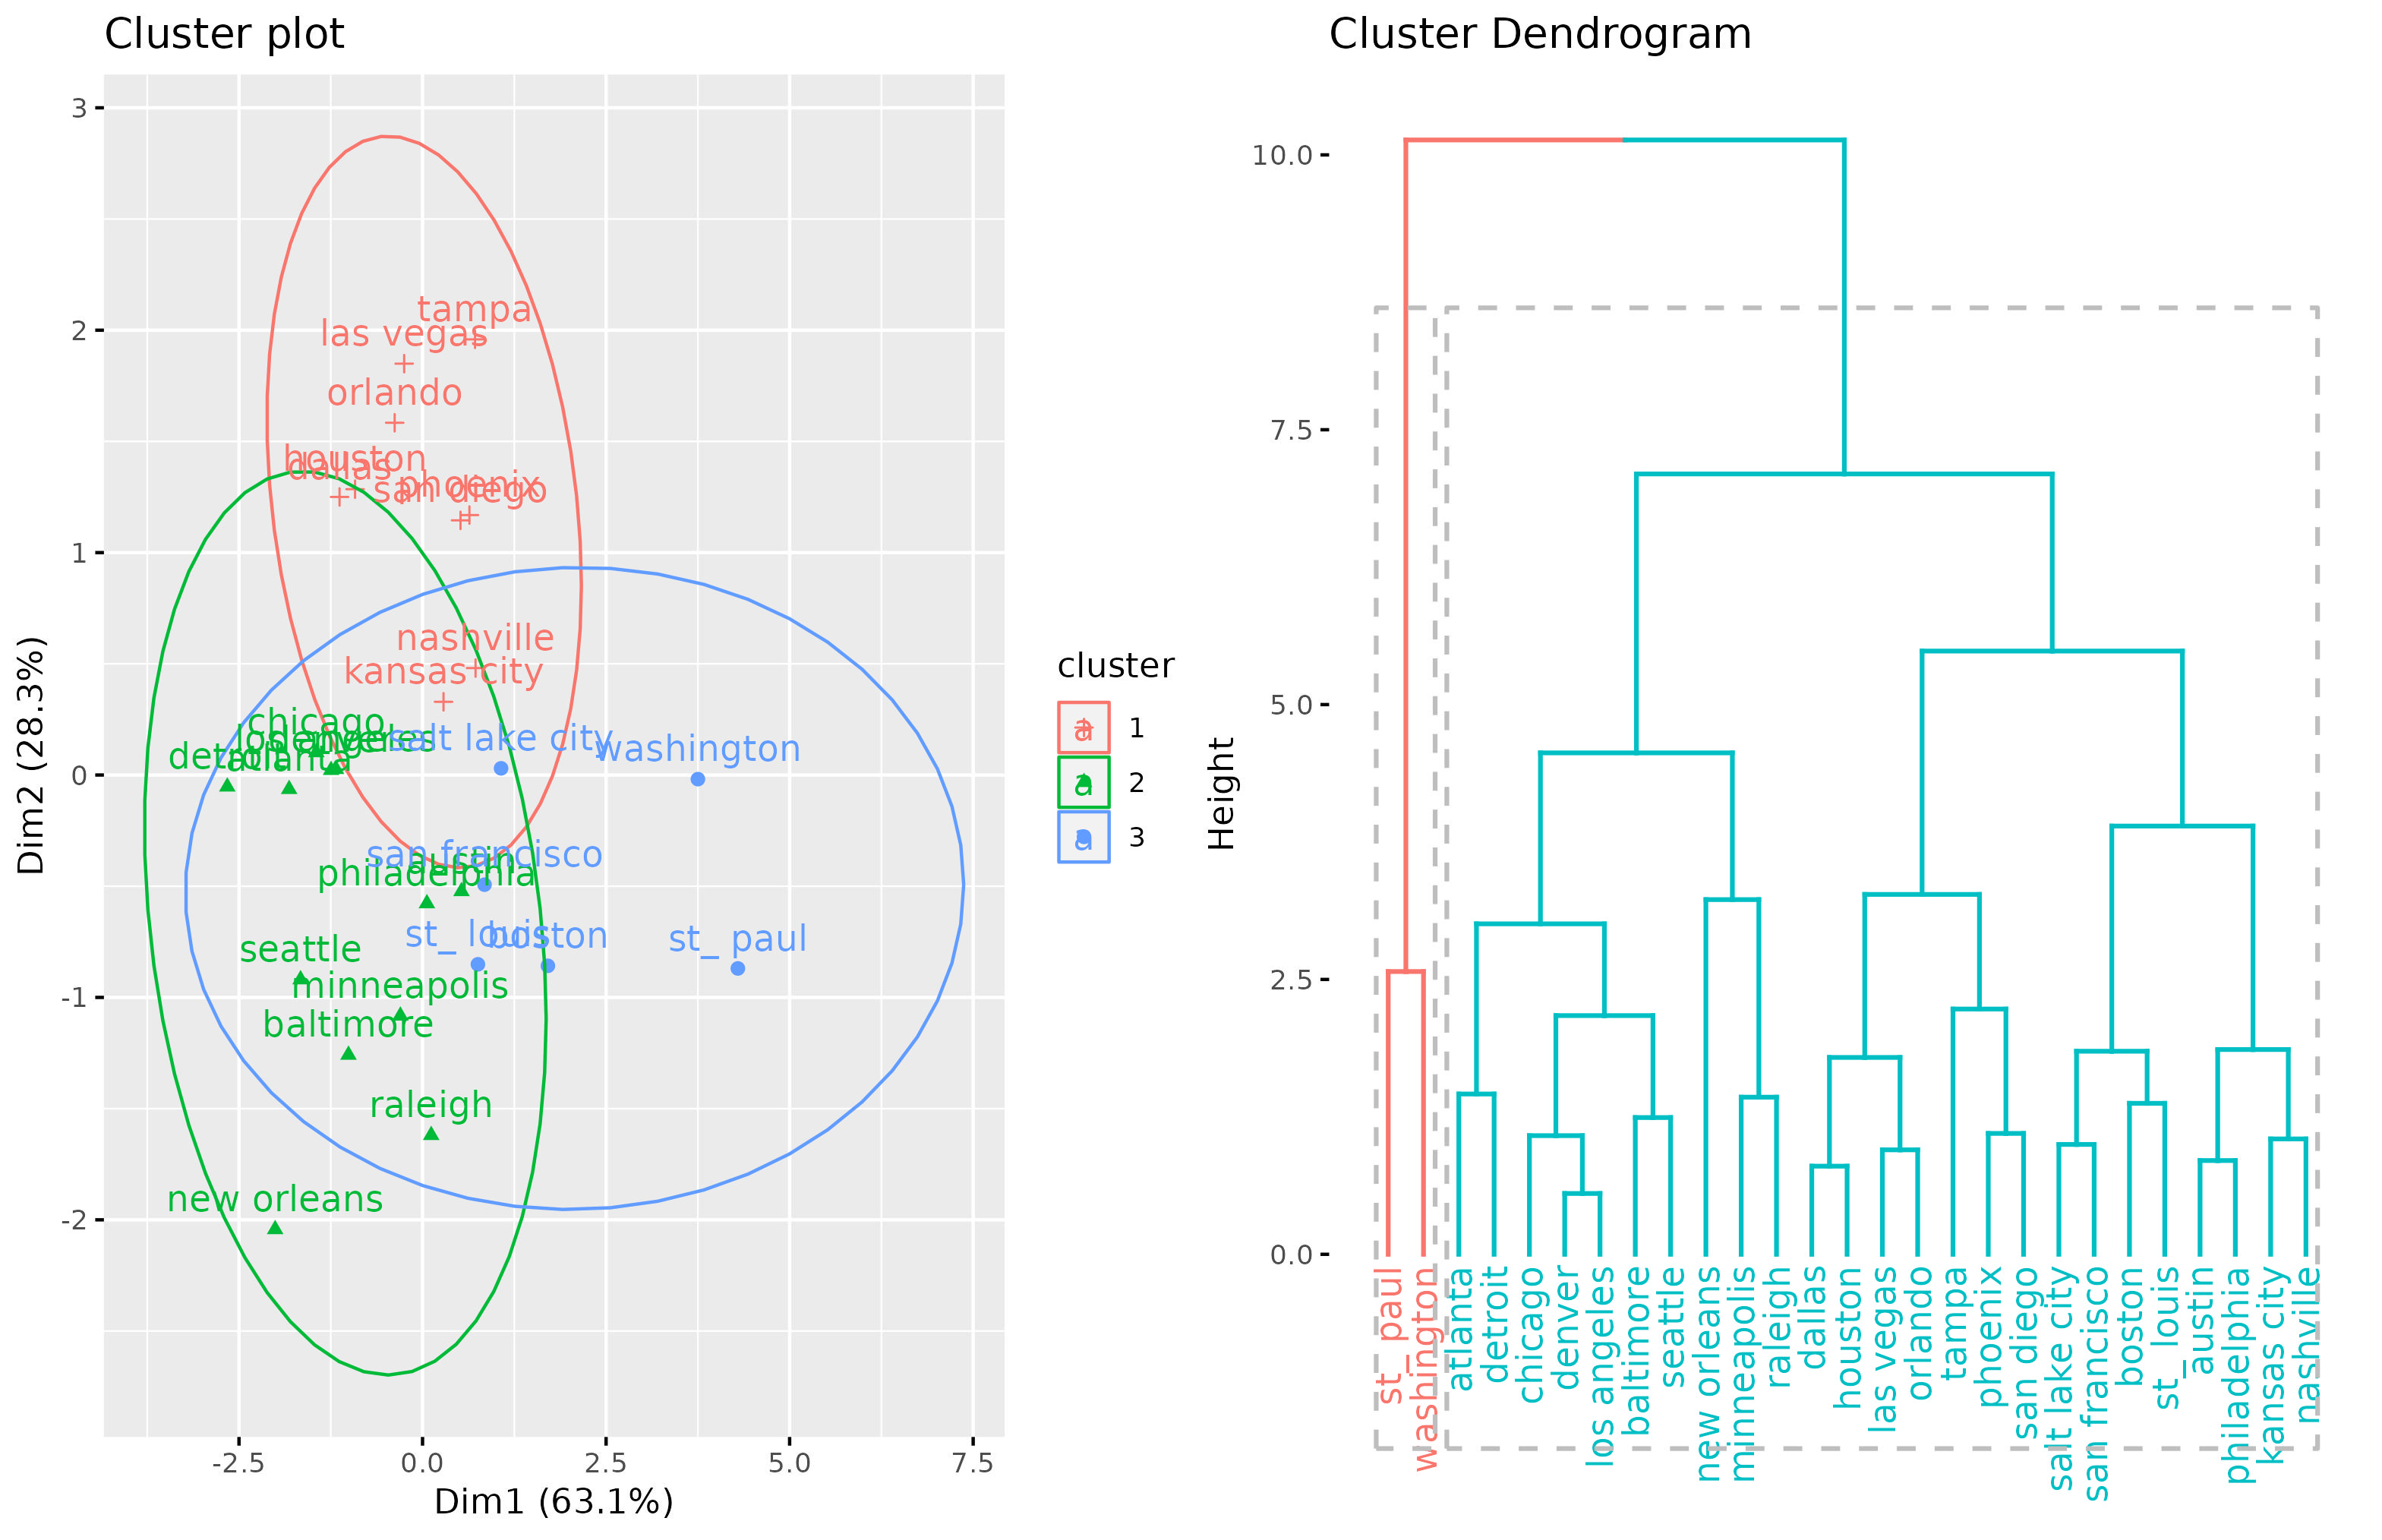 Cluster plot
3
2
1
0
-1
-2
Dim2 (28.3%)
tampa
las vegas
orlando
houston
dallas
phoenix
san diego
nashville
kansas city
chicago
los angeles
denver
salt lake city
washington
detroit
atlanta
san francisco
austin
philadelphia
st_ louis
boston
st_ paul
seattle
minneapolis
baltimore
raleigh
new orleans
-2.5
0.0
2.5
5.0
7.5
Dim1 (63.1%)
cluster
a 1
a 2
a 3
Cluster Dendrogram
10.0
7.5
5.0
2.5
0.0
Height
st_ paul
washington
atlanta
detroit
chicago
denver
los angeles
baltimore
seattle
new orleans
minneapolis
raleigh
dallas
houston
las vegas
orlando
tampa
phoenix
san diego
salt lake city
san francisco
boston
st_ louis
austin
philadelphia
kansas city
nashville